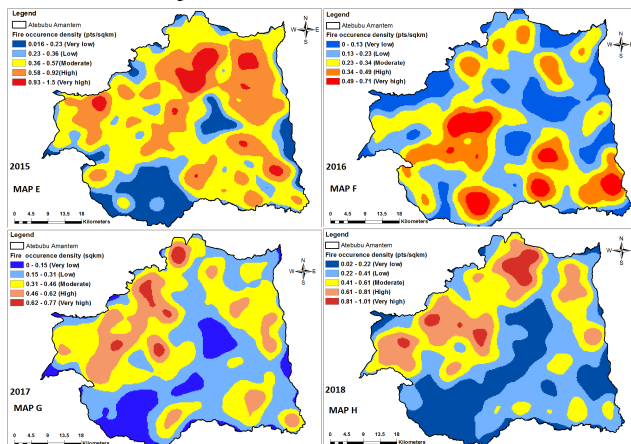 Legend
Atebubu Amantem
Fire occurence density (pts/sqkm)
0.016 - 0.23 (Very low)
0.23 - 0.36 (Low)
0.36 - 0.57(Moderate)
0.58 - 0.92(High)
0.93 - 1.5 (Very high)
N
W E
S
2015
MAP E
0 4.5 9 13.5 18
Kilometers
Legend
Atebubu Amantem
Fire occurence density (pts/sqkm)
0 - 0.13 (Very low)
0.13 - 0.23 (Low)
0.23 - 0.34 (Moderate)
0.34 - 0.49 (High)
0.49 - 0.71 (Very high)
N
W E
S
2016
MAP F
0 4.5 9 13.5 18
Kilometers
Legend
Atebubu Amantem
Fire occurence density (sqkm)
0 - 0.15 (Very low)
0.15 - 0.31 (Low)
0.31 - 0.46 (Moderate)
0.46 - 0.62 (High)
0.62 - 0.77 (Very high)
N
W E
S
2017
MAP G
0 4.5 9 13.5 18
Kilometers
Legend
Atebubu Amantem
Fire occurence density (pts/sqkm)
0.02 - 0.22 (Very low)
0.22 - 0.41 (Low)
0.41 - 0.61 (Moderate)
0.61 - 0.81 (High)
0.81 - 1.01 (Very high)
N
W E
S
2018
MAP H
0 4.5 9 13.5 18
Kilometers